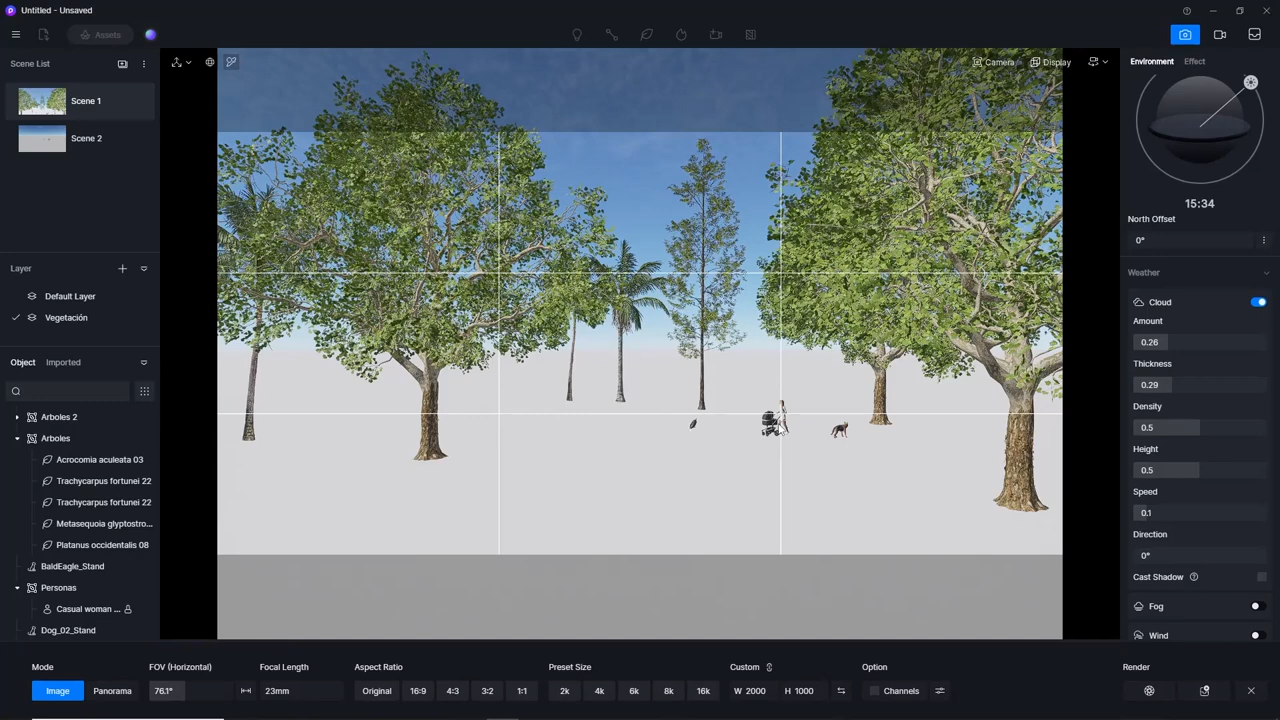 Untitled - Unsaved
Assets
Scene List
Scene 1
Scene 2
Layer
Default Layer
Vegetación
Object
Imported
Arboles 2
Arboles
Acrocomia aculeata 03
Trachycarpus fortunei 22
Trachycarpus fortunei 22
Metasequoia glyptostro...
Platanus occidentalis 08
BaldEagle_Stand
Personas
Casual woman ...
Dog_02_Stand
Camera
Display
Environment
Effect
15:34
North Offset
0°
Weather
Cloud
Amount
0.26
Thickness
0.29
Density
0.5
Height
0.5
Speed
0.1
Direction
0°
Cast Shadow
Fog
Wind
Mode
FOV (Horizontal)
Focal Length
Aspect Ratio
Preset Size
Custom
Option
Render
Image
Panorama
76.1°
23mm
Original
16:9
4:3
3:2
1:1
2k
4k
6k
8k
16k
W 2000
H 1000
Channels